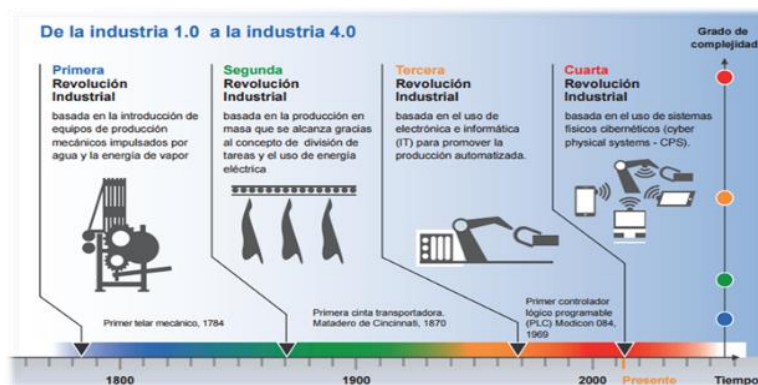 De la industria 1.0 a la industria 4.0
Grado de
complejidad
Primera
Revolución
Industrial
basada en la introducción de
equipos de producción
mecánicos impulsados por
agua y la energía de vapor
Segunda
Revolución
Industrial
basada en la producción en
masa que se alcanza gracias
al concepto de división de
tareas y el uso de energía
eléctrica
Tercera
Revolución
Industrial
basada en el uso de
electrónica e informática
(IT) para promover la
producción automatizada.
Cuarta
Revolución
Industrial
basada en el uso de sistemas
físicos cibernéticos (cyber
physical systems - CPS).
Primer telar mecánico, 1784
Primera cinta transportadora.
Matadero de Cincinnati, 1870
Primer controlador
lógico programable
(PLC) Modicon 084,
1969
1800
1900
2000
Presente
Tiempo